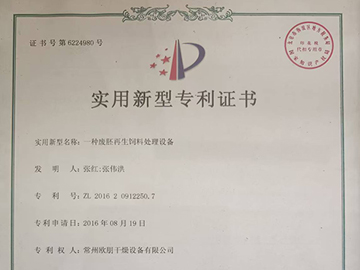 证书号第6224980号
实用新型专利证书
实用新型名称：一种废胚再生饲料处理设备
发明人：张红;张伟洪
专利号：ZL 2016 2 0912250.7
专利申请日：2016年08月19日
专利权人：常州欧朋干燥设备有限公司